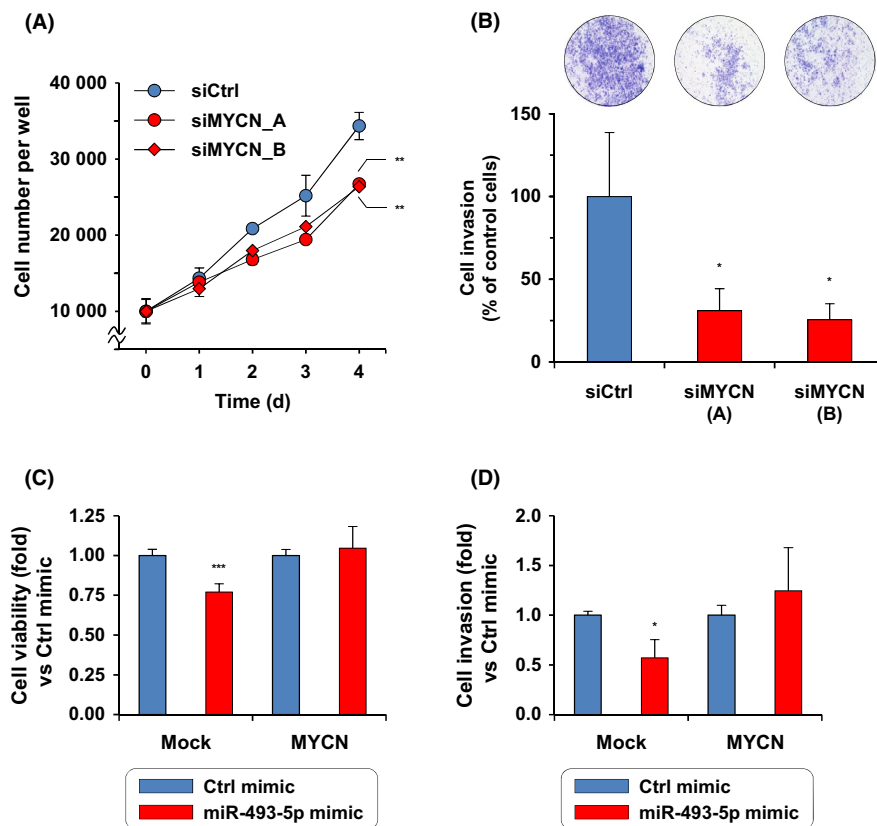 (A)
40 000
30 000
20 000
10 000
Cell number per well
siCtrl
siMYCN_A
siMYCN_B
**
**
0 1 2 3 4
Time (d)
(B)
150
100
50
25
0
Cell invasion
(% of control cells)
*
*
siCtrl siMYCN siMYCN
(A) (B)
(C)
1.25
1.00
0.75
0.50
0.25
0.00
Cell viability (fold)
vs Ctrl mimic
***
Mock MYCN
Ctrl mimic
miR-493-5p mimic
(D)
2.0
1.5
1.0
0.5
0.0
Cell invasion (fold)
vs Ctrl mimic
*
Mock MYCN
Ctrl mimic
miR-493-5p mimic